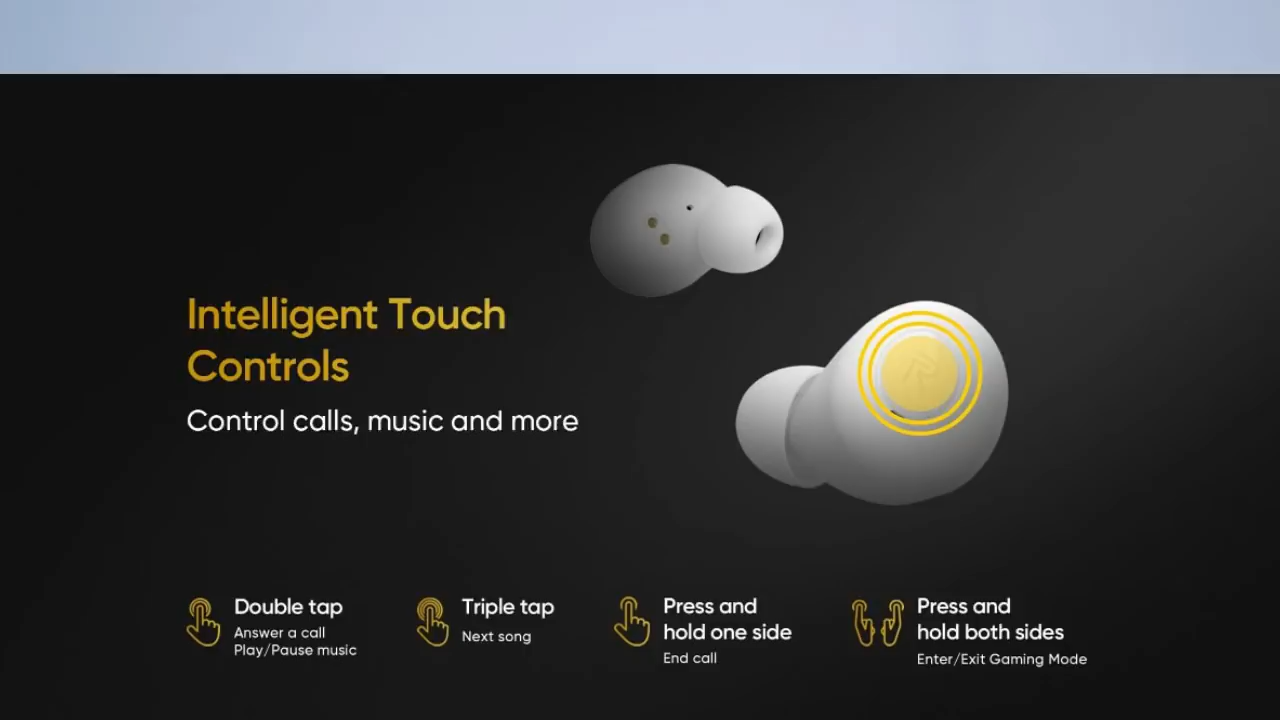 Intelligent Touch
Controls
Control calls, music and more
Double tap
Answer a call
Play/Pause music
Triple tap
Next song
Press and
hold one side
End call
Press and
hold both sides
Enter/Exit Gaming Mode